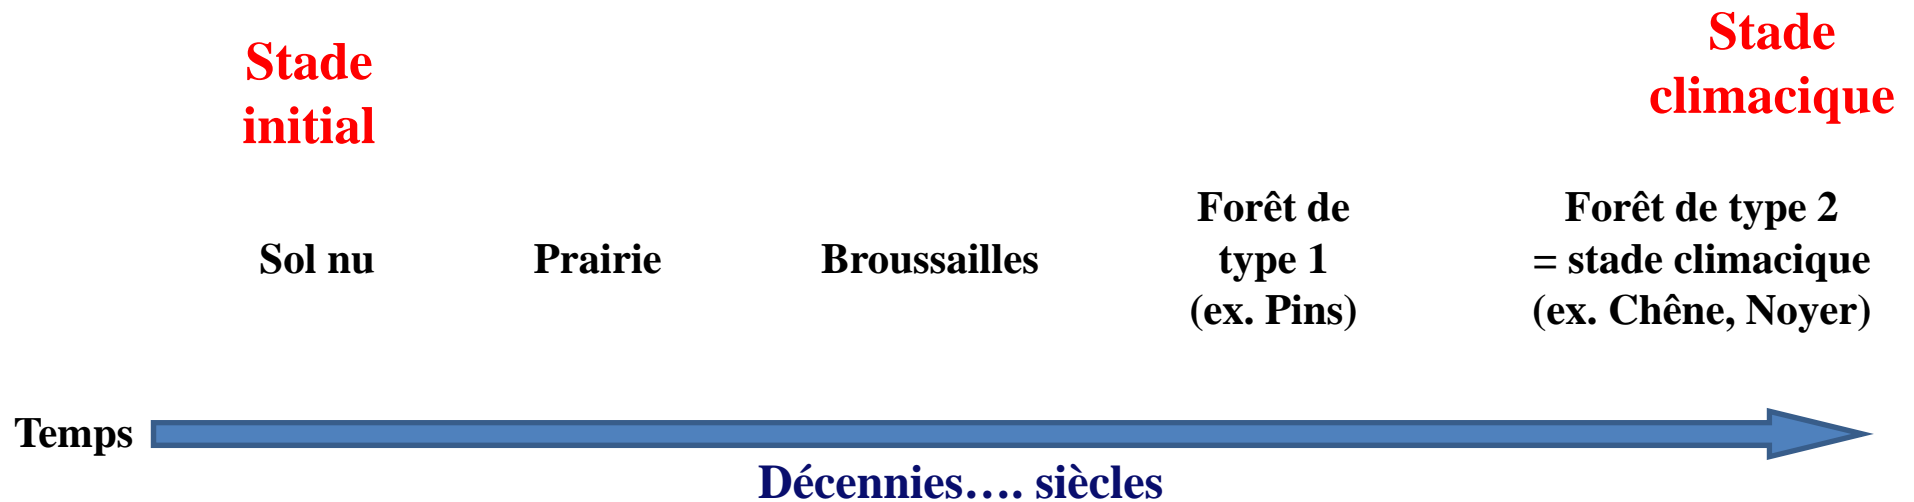 Stade
initial
Stade
climacique
Sol nu
Prairie
Broussailles
Forêt de
type 1
(ex. Pins)
Forêt de type 2
= stade climacique
(ex. Chêne, Noyer)
Temps
Décennies…. siècles